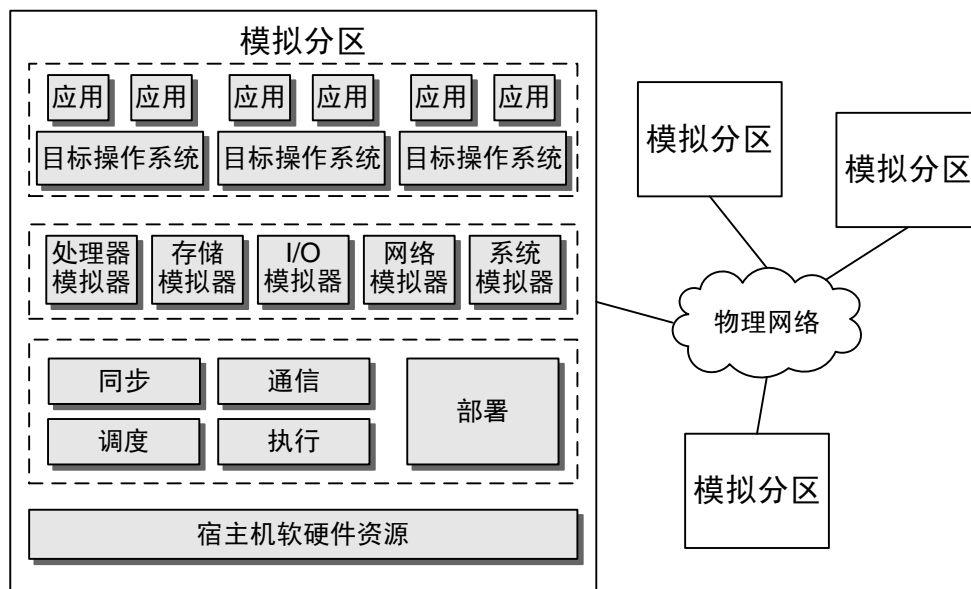 模拟分区
应用 应用 应用 应用 应用 应用
目标操作系统 目标操作系统 目标操作系统
处理器
模拟器
存储
模拟器
I/O
模拟器
网络
模拟器
系统
模拟器
同步
通信
调度
执行
部署
宿主机软硬件资源
模拟分区
模拟分区
物理网络
模拟分区